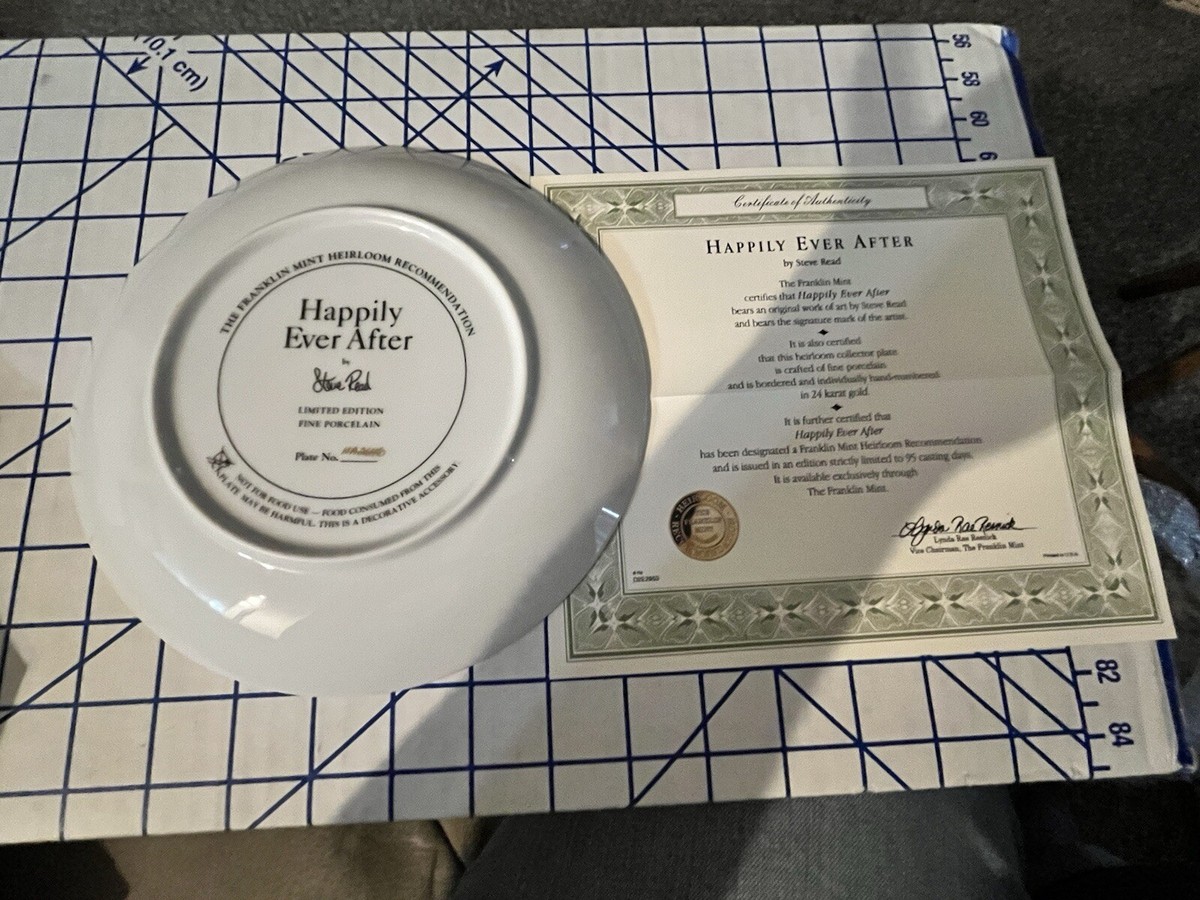 (10.1 cm)
56
58
60
6
82
84
THE FRANKLIN MINT HEIRLOOM RECOMMENDATION
Happily
Ever After
by
Steve Read
LIMITED EDITION
FINE PORCELAIN
Plate No.
NOT FOR FOOD USE — FOOD CONSUMED FROM THIS
PLATE MAY BE HARMFUL. THIS IS A DECORATIVE ACCESSORY
Certificate of Authenticity
HAPPILY EVER AFTER
by Steve Read
The Franklin Mint
certifies that Happily Ever After
bears an original work of art by Steve Read
and bears the signature mark of the artist.
It is also certified
that this heirloom collector plate
is crafted of fine porcelain
and is bordered and individually hand-numbered
in 24 karat gold.
It is further certified that
Happily Ever After
has been designated a Franklin Mint Heirloom Recommendation
and is issued in an edition strictly limited to 95 casting days.
It is available exclusively through
The Franklin Mint.
THE
FRANKLIN
MINT
Lynda Rae Resnick
Lynda Rae Resnick
Vice Chairman, The Franklin Mint